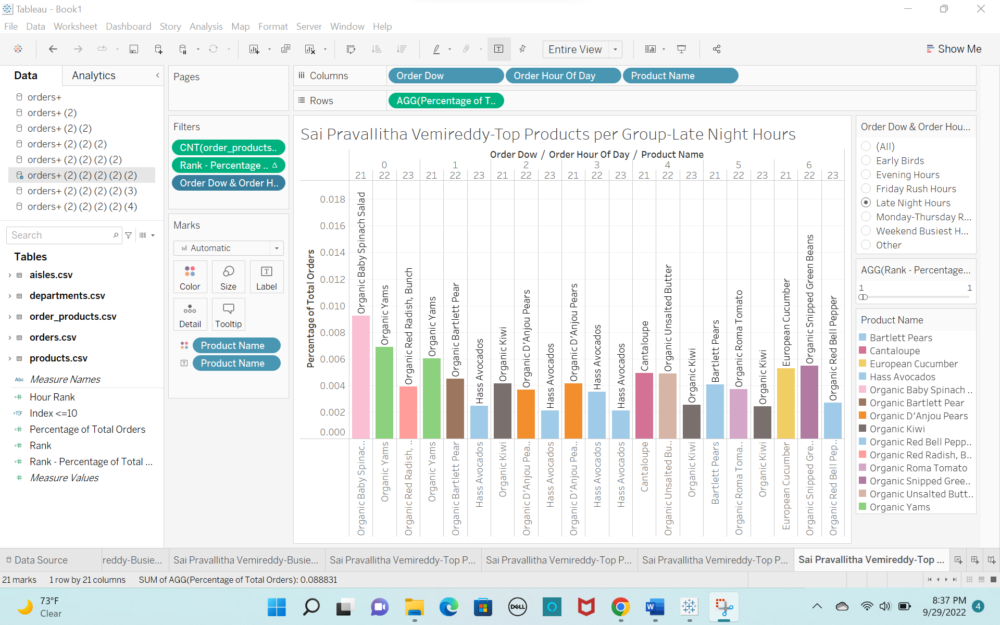 Tableau - Book1
File Data Worksheet Dashboard Story Analysis Map Format Server Window Help
Entire View
Show Me
Data
Analytics
orders+
orders+ (2)
orders+ (2) (2)
orders+ (2) (2) (2)
orders+ (2) (2) (2) (2)
orders+ (2) (2) (2) (2) (2)
orders+ (2) (2) (2) (2) (3)
orders+ (2) (2) (2) (2) (4)
Search
Tables
aisles.csv
departments.csv
order_products.csv
orders.csv
products.csv
Abc Measure Names
Hour Rank
=T|F Index <=10
Percentage of Total Orders
Rank
Rank - Percentage of Total ...
Measure Values
Pages
Filters
CNT(order_products..
Rank - Percentage .. Δ
Order Dow & Order H..
Marks
Automatic
Color Size Label
Detail Tooltip
Product Name
Product Name
Columns
Order Dow
Order Hour Of Day
Product Name
Rows
AGG(Percentage of T..
Sai Pravallitha Vemireddy-Top Products per Group-Late Night Hours
Order Dow / Order Hour Of Day / Product Name
0 1 2 3 4 5 6
21 22 23 21 22 23 21 22 23 21 22 23 21 22 23 21 22 23 21 22 23
Percentage of Total Orders
0.018
0.016
0.014
0.012
0.010
0.008
0.006
0.004
0.002
0.000
Organic Baby Spinach Salad
Organic Yams
Organic Red Radish, Bunch
Organic Yams
Organic Bartlett Pear
Hass Avocados
Organic Kiwi
Organic D'Anjou Pears
Hass Avocados
Organic D'Anjou Pears
Hass Avocados
Hass Avocados
Cantaloupe
Organic Unsalted Butter
Organic Kiwi
Bartlett Pears
Organic Roma Tomato
Organic Kiwi
European Cucumber
Organic Snipped Green Beans
Organic Red Bell Pepper
Organic Baby Spinac..
Organic Yams
Organic Red Radish, ..
Organic Yams
Organic Bartlett Pear
Hass Avocados
Organic Kiwi
Organic D'Anjou Pea..
Hass Avocados
Organic D'Anjou Pea..
Hass Avocados
Hass Avocados
Cantaloupe
Organic Unsalted Bu..
Organic Kiwi
Bartlett Pears
Organic Roma Toma..
Organic Kiwi
European Cucumber
Organic Snipped Gre..
Organic Red Bell Pep..
Order Dow & Order Hou...
(All)
Early Birds
Evening Hours
Friday Rush Hours
Late Night Hours
Monday-Thursday R...
Weekend Busiest H...
Other
AGG(Rank - Percentage...
1 1
Product Name
Bartlett Pears
Cantaloupe
European Cucumber
Hass Avocados
Organic Baby Spinach ..
Organic Bartlett Pear
Organic D'Anjou Pears
Organic Kiwi
Organic Red Bell Pepp..
Organic Red Radish, B..
Organic Roma Tomato
Organic Snipped Gree..
Organic Unsalted Butt..
Organic Yams
Data Source
reddy-Busie...
Sai Pravallitha Vemireddy-Busie...
Sai Pravallitha Vemireddy-Top P...
Sai Pravallitha Vemireddy-Top P...
Sai Pravallitha Vemireddy-Top P...
Sai Pravallitha Vemireddy-Top ...
21 marks 1 row by 21 columns SUM of AGG(Percentage of Total Orders): 0.088831
73°F
Clear
DELL
W
8:37 PM
9/29/2022
4